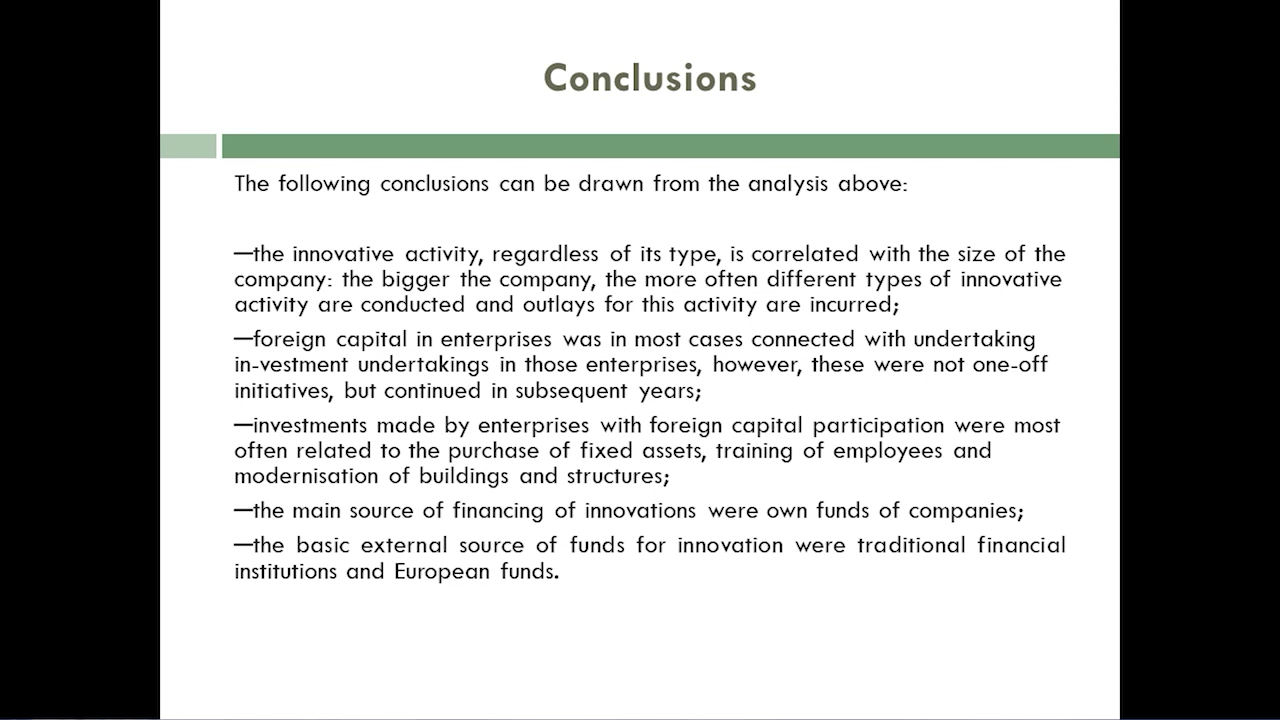 Conclusions
The following conclusions can be drawn from the analysis above:
—the innovative activity, regardless of its type, is correlated with the size of the
company: the bigger the company, the more often different types of innovative
activity are conducted and outlays for this activity are incurred;
—foreign capital in enterprises was in most cases connected with undertaking
in-vestment undertakings in those enterprises, however, these were not one-off
initiatives, but continued in subsequent years;
—investments made by enterprises with foreign capital participation were most
often related to the purchase of fixed assets, training of employees and
modernisation of buildings and structures;
—the main source of financing of innovations were own funds of companies;
—the basic external source of funds for innovation were traditional financial
institutions and European funds.